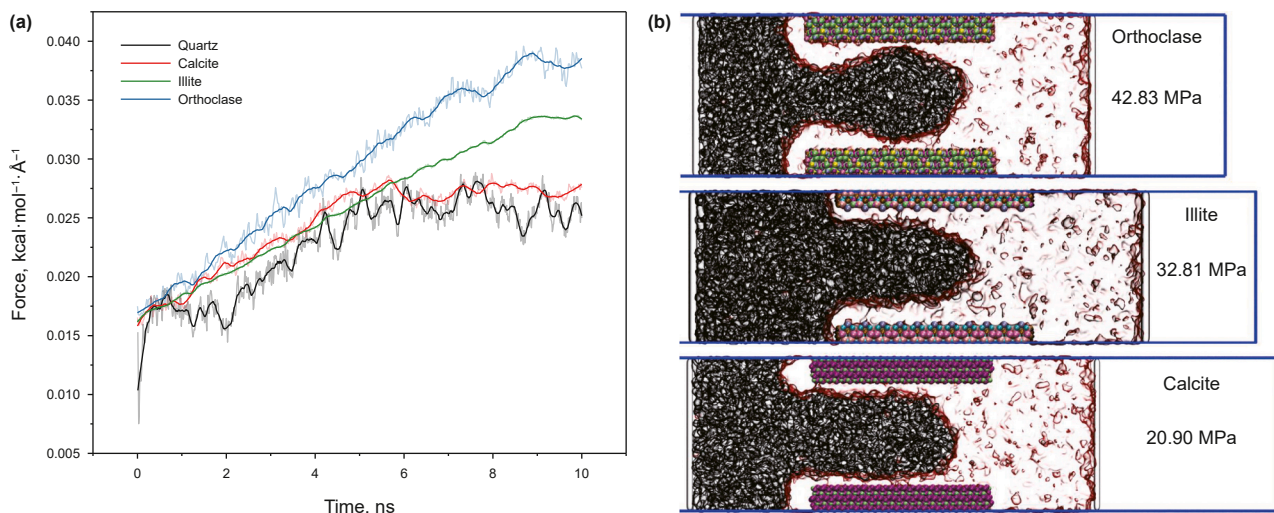 (a)
Force, kcal·mol⁻¹·Å⁻¹
0.040
0.035
0.030
0.025
0.020
0.015
0.010
0.005
Quartz
Calcite
Illite
Orthoclase
0 2 4 6 8 10
Time, ns
(b)
Orthoclase
42.83 MPa
Illite
32.81 MPa
Calcite
20.90 MPa